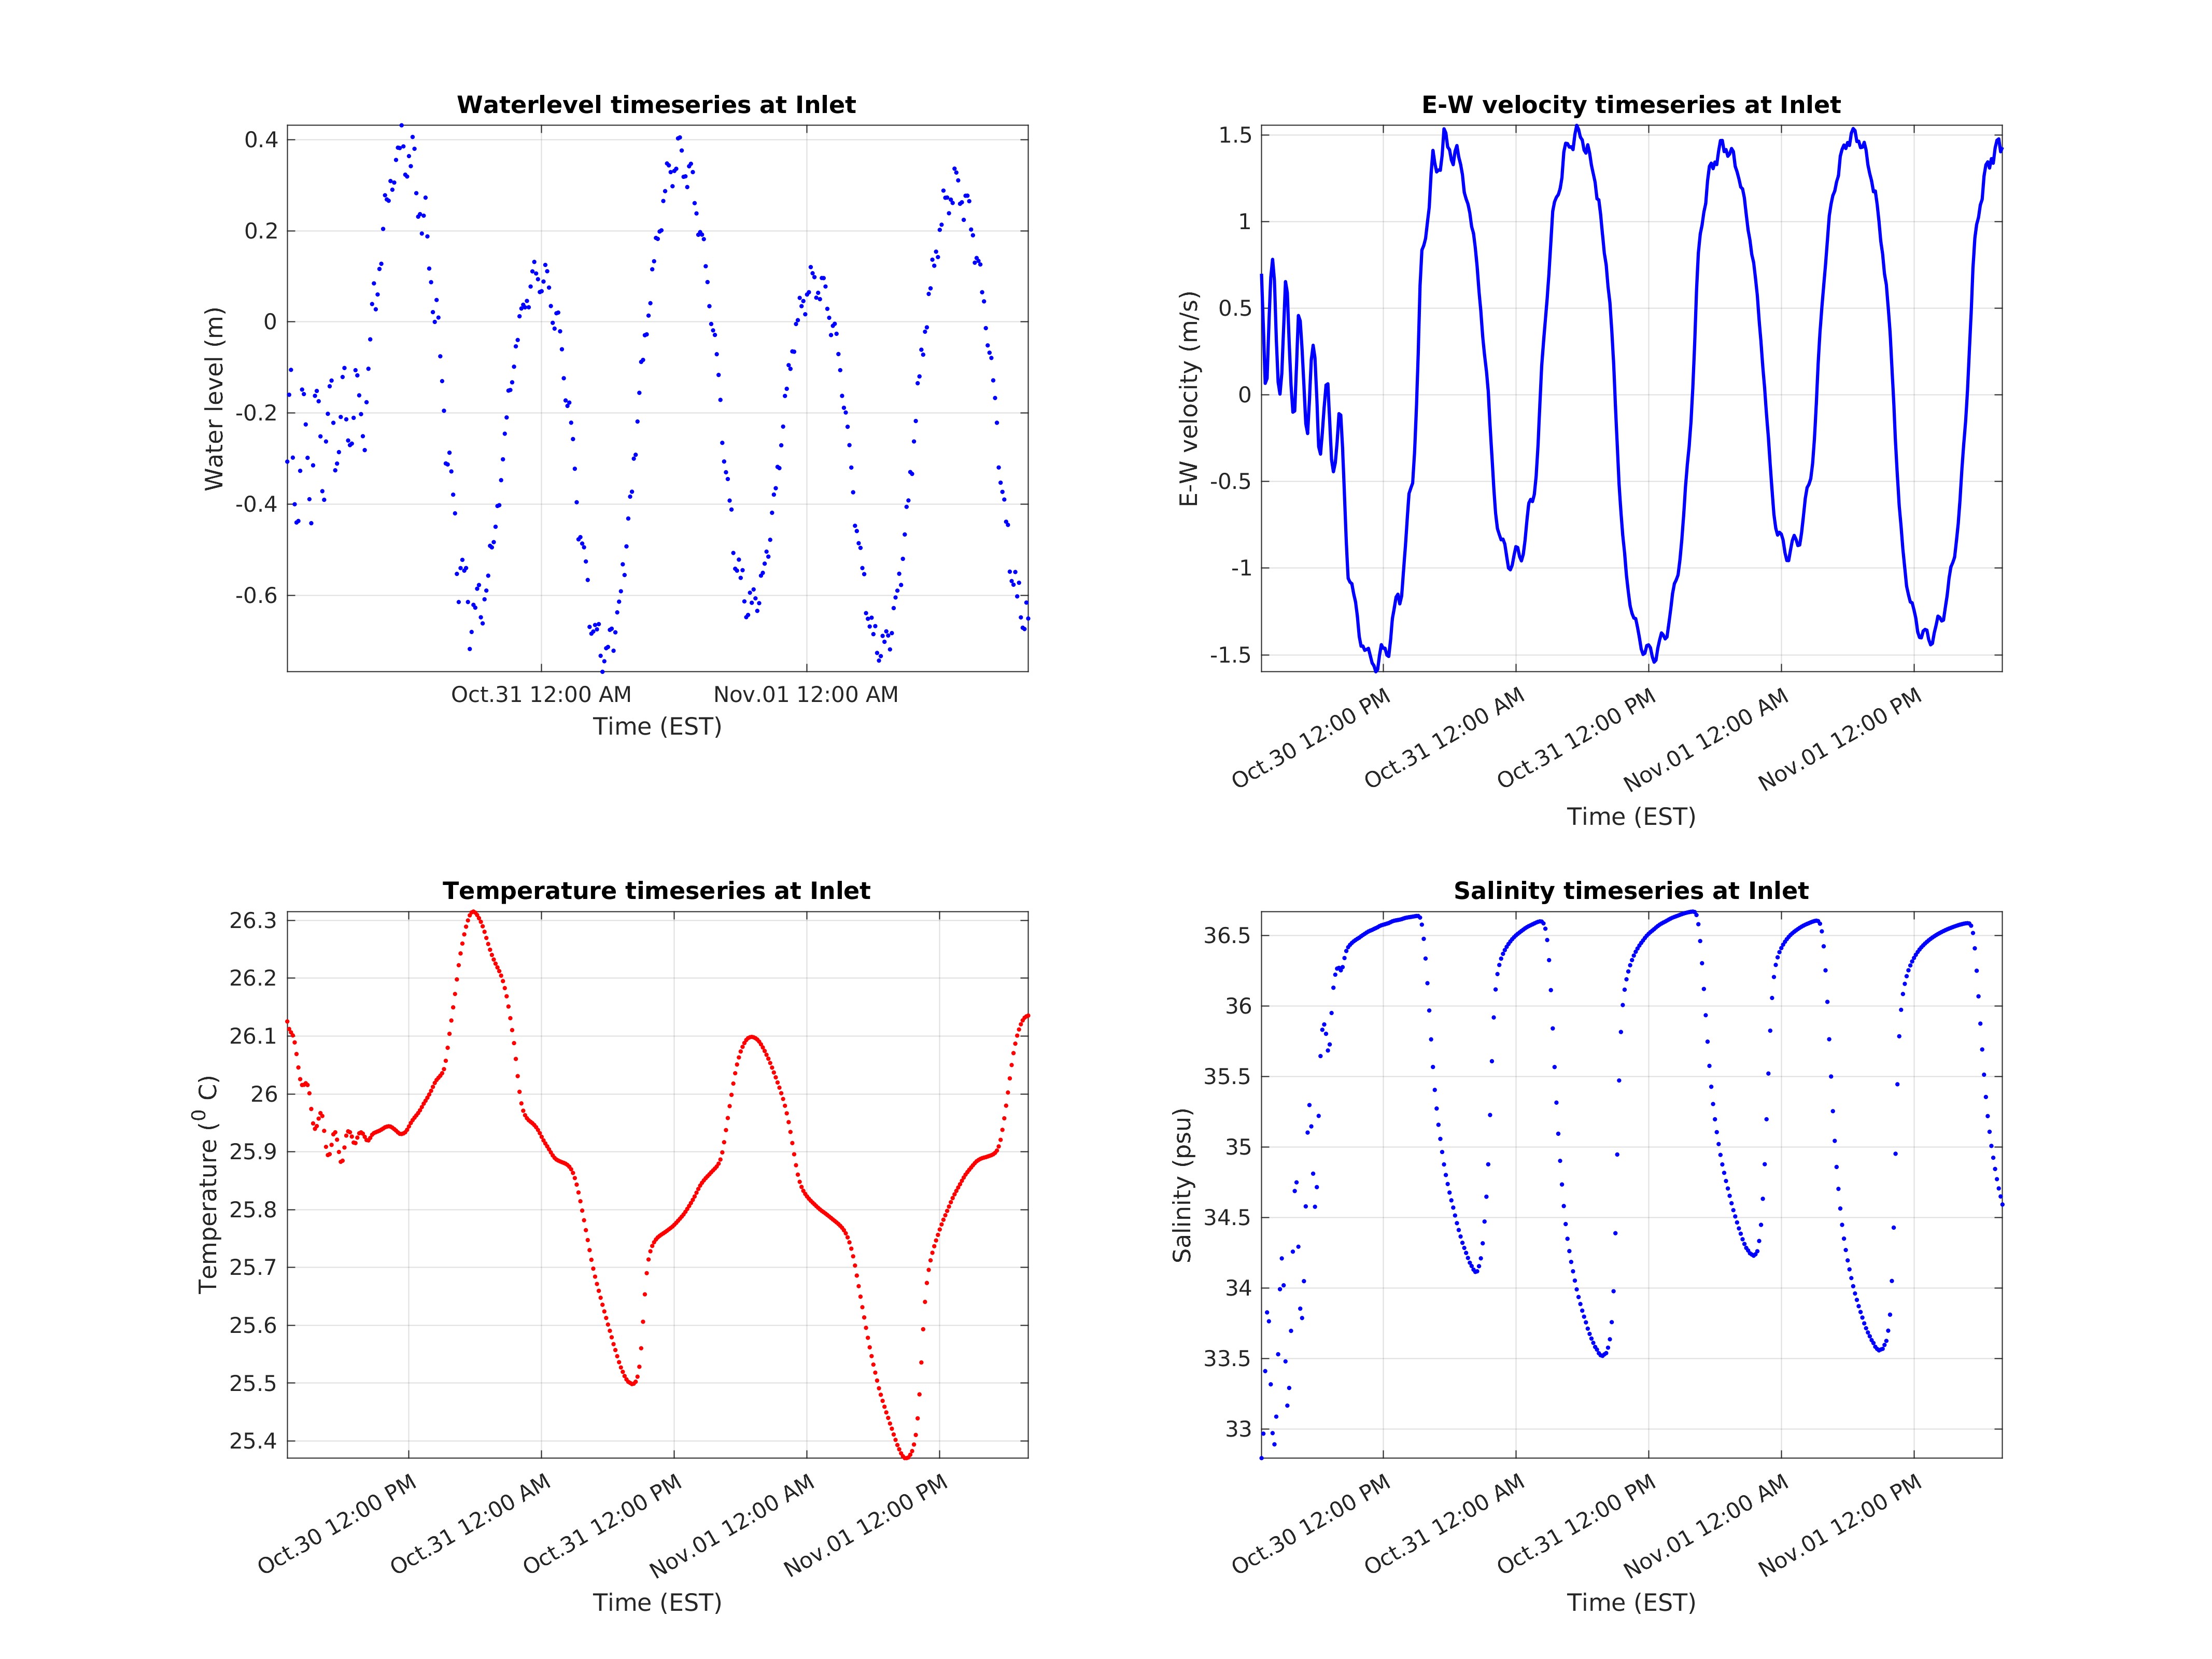 Waterlevel timeseries at Inlet
0.4
0.2
0
-0.2
-0.4
-0.6
Water level (m)
Oct.31 12:00 AM
Nov.01 12:00 AM
Time (EST)
E-W velocity timeseries at Inlet
1.5
1
0.5
0
-0.5
-1
-1.5
E-W velocity (m/s)
Oct.30 12:00 PM
Oct.31 12:00 AM
Oct.31 12:00 PM
Nov.01 12:00 AM
Nov.01 12:00 PM
Time (EST)
Temperature timeseries at Inlet
26.3
26.2
26.1
26
25.9
25.8
25.7
25.6
25.5
25.4
Temperature (⁰ C)
Oct.30 12:00 PM
Oct.31 12:00 AM
Oct.31 12:00 PM
Nov.01 12:00 AM
Nov.01 12:00 PM
Time (EST)
Salinity timeseries at Inlet
36.5
36
35.5
35
34.5
34
33.5
33
Salinity (psu)
Oct.30 12:00 PM
Oct.31 12:00 AM
Oct.31 12:00 PM
Nov.01 12:00 AM
Nov.01 12:00 PM
Time (EST)